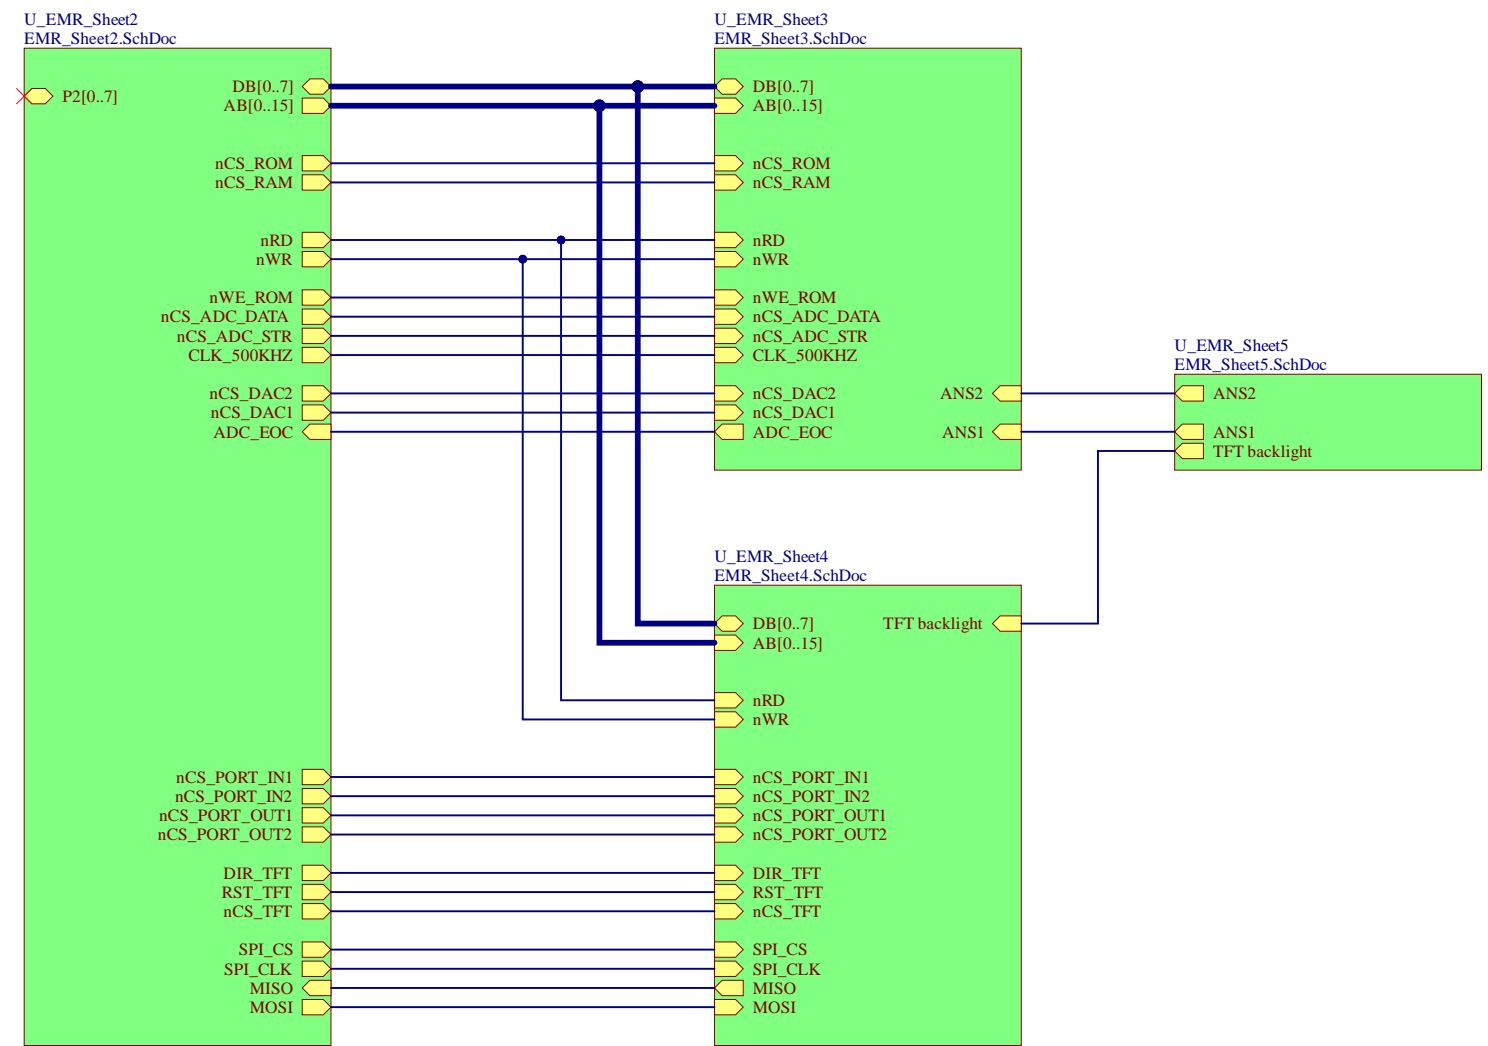 U_EMR_Sheet2
EMR_Sheet2.SchDoc
P2[0..7]
DB[0..7]
AB[0..15]
nCS_ROM
nCS_RAM
nRD
nWR
nWE_ROM
nCS_ADC_DATA
nCS_ADC_STR
CLK_500KHZ
nCS_DAC2
nCS_DAC1
ADC_EOC
nCS_PORT_IN1
nCS_PORT_IN2
nCS_PORT_OUT1
nCS_PORT_OUT2
DIR_TFT
RST_TFT
nCS_TFT
SPI_CS
SPI_CLK
MISO
MOSI
U_EMR_Sheet3
EMR_Sheet3.SchDoc
DB[0..7]
AB[0..15]
nCS_ROM
nCS_RAM
nRD
nWR
nWE_ROM
nCS_ADC_DATA
nCS_ADC_STR
CLK_500KHZ
nCS_DAC2
nCS_DAC1
ADC_EOC
ANS2
ANS1
U_EMR_Sheet4
EMR_Sheet4.SchDoc
DB[0..7]
AB[0..15]
nRD
nWR
nCS_PORT_IN1
nCS_PORT_IN2
nCS_PORT_OUT1
nCS_PORT_OUT2
DIR_TFT
RST_TFT
nCS_TFT
SPI_CS
SPI_CLK
MISO
MOSI
TFT backlight
U_EMR_Sheet5
EMR_Sheet5.SchDoc
ANS2
ANS1
TFT backlight